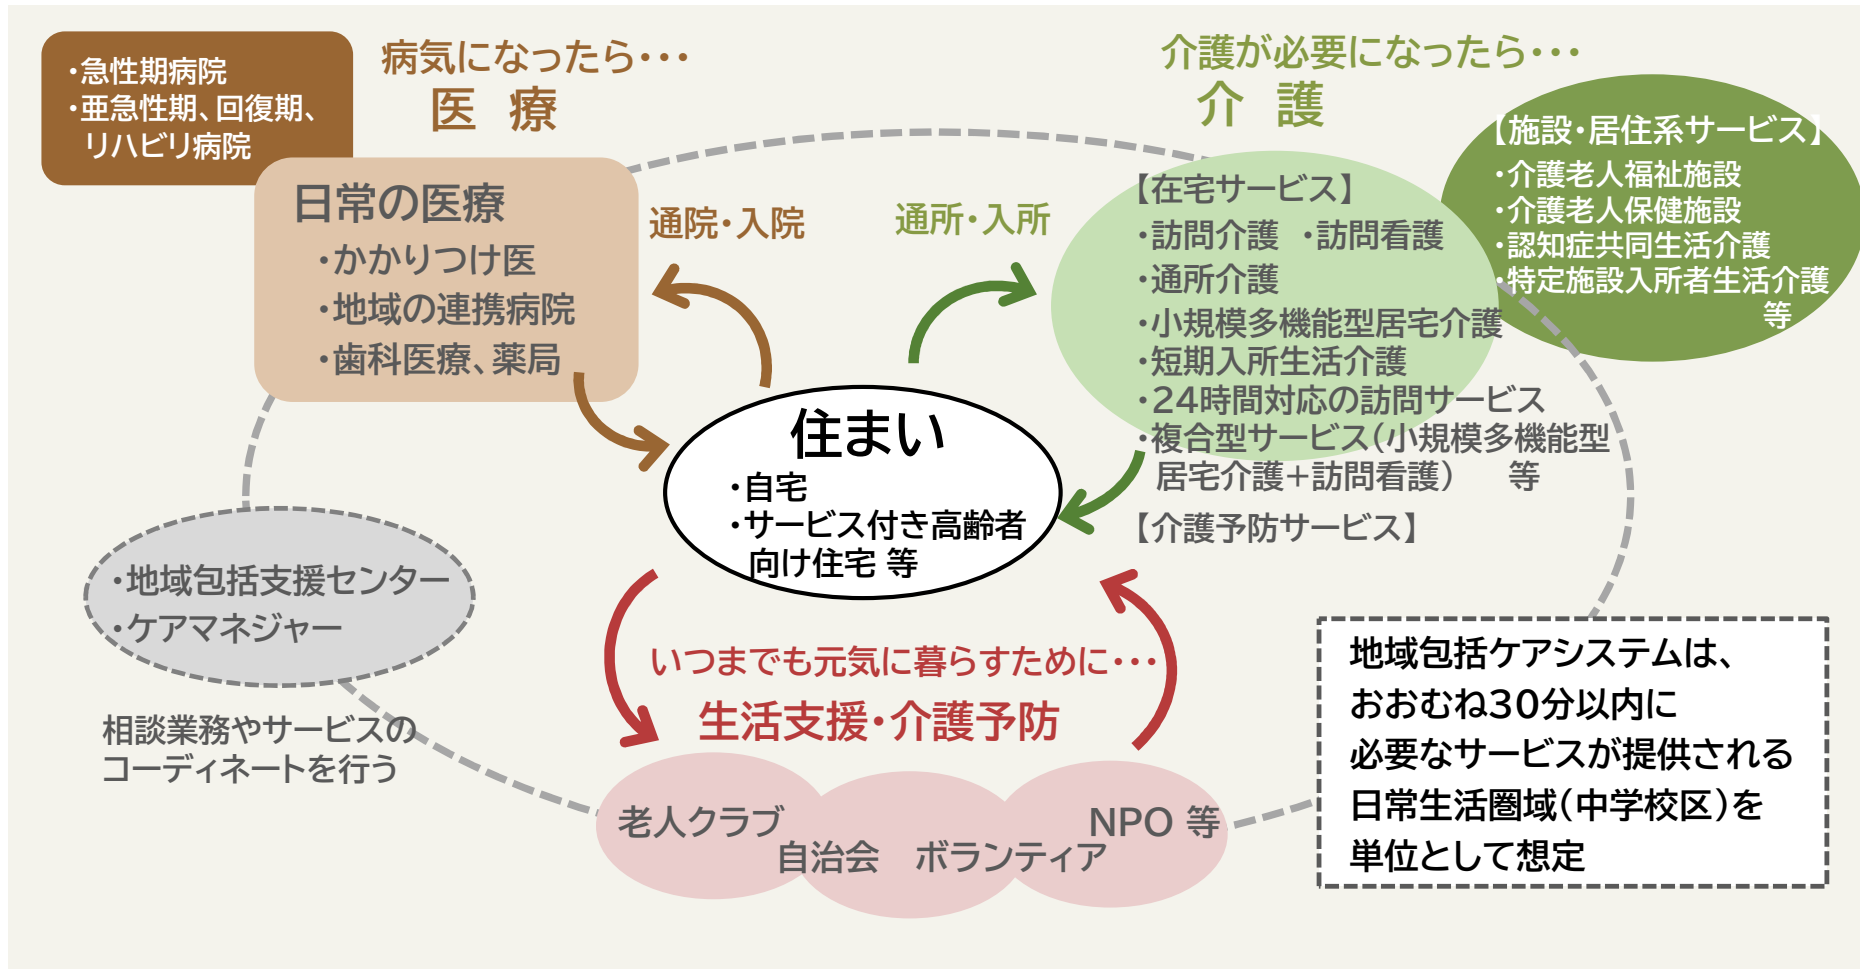 ・急性期病院
・亜急性期、回復期、
リハビリ病院
病気になったら・・・
医 療
日常の医療
・かかりつけ医
・地域の連携病院
・歯科医療、薬局
通院・入院
通所・入所
介護が必要になったら・・・
介 護
【在宅サービス】
・訪問介護 ・訪問看護
・通所介護
・小規模多機能型居宅介護
・短期入所生活介護
・24時間対応の訪問サービス
・複合型サービス(小規模多機能型
居宅介護+訪問看護) 等
【介護予防サービス】
【施設・居住系サービス】
・介護老人福祉施設
・介護老人保健施設
・認知症共同生活介護
・特定施設入所者生活介護
等
住まい
・自宅
・サービス付き高齢者
向け住宅 等
・地域包括支援センター
・ケアマネジャー
相談業務やサービスの
コーディネートを行う
いつまでも元気に暮らすために・・・
生活支援・介護予防
老人クラブ
自治会
ボランティア
NPO 等
地域包括ケアシステムは、
おおむね30分以内に
必要なサービスが提供される
日常生活圏域(中学校区)を
単位として想定